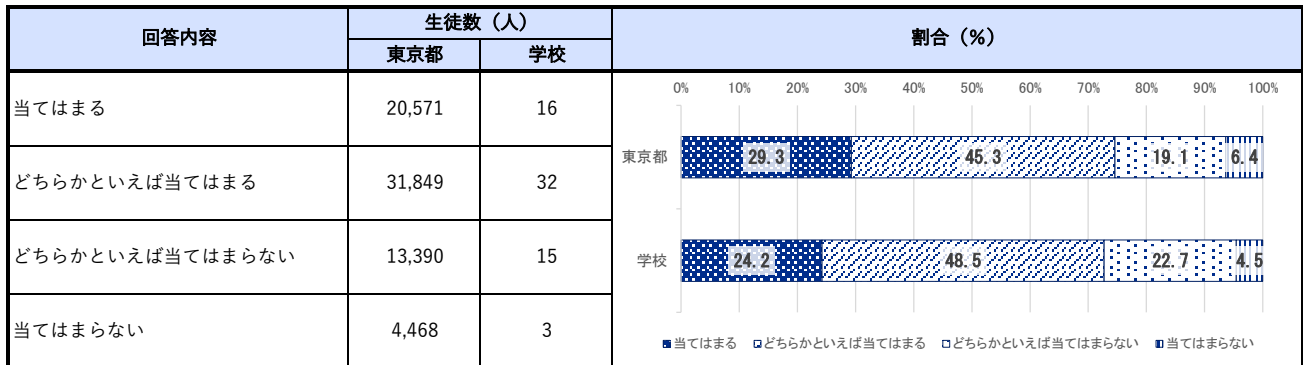 回答内容 生徒数（人） 割合（%）
東京都 学校
当てはまる 20,571 16
どちらかといえば当てはまる 31,849 32
どちらかといえば当てはまらない 13,390 15
当てはまらない 4,468 3
0% 10% 20% 30% 40% 50% 60% 70% 80% 90% 100%
東京都 29.3 45.3 19.1 6.4
学校 24.2 48.5 22.7 4.5
当てはまる どちらかといえば当てはまる どちらかといえば当てはまらない 当てはまらない